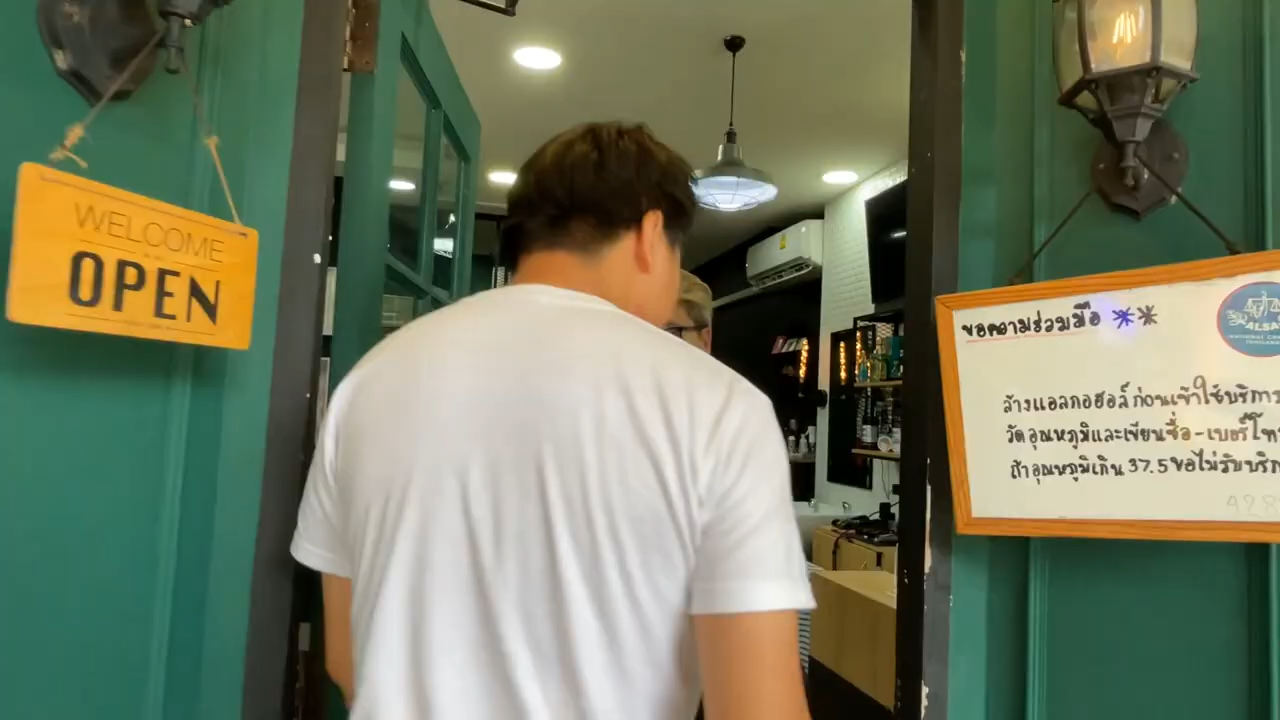 WELCOME
OPEN
ขอความร่วมมือ **
ALSA
ล้างแอลกอฮอล์ก่อนเข้าใช้บริการ
วัดอุณหภูมิและเขียนชื่อ-เบอร์โท
ถ้าอุณหภูมิเกิน 37.5 ขอไม่รับบริก
428